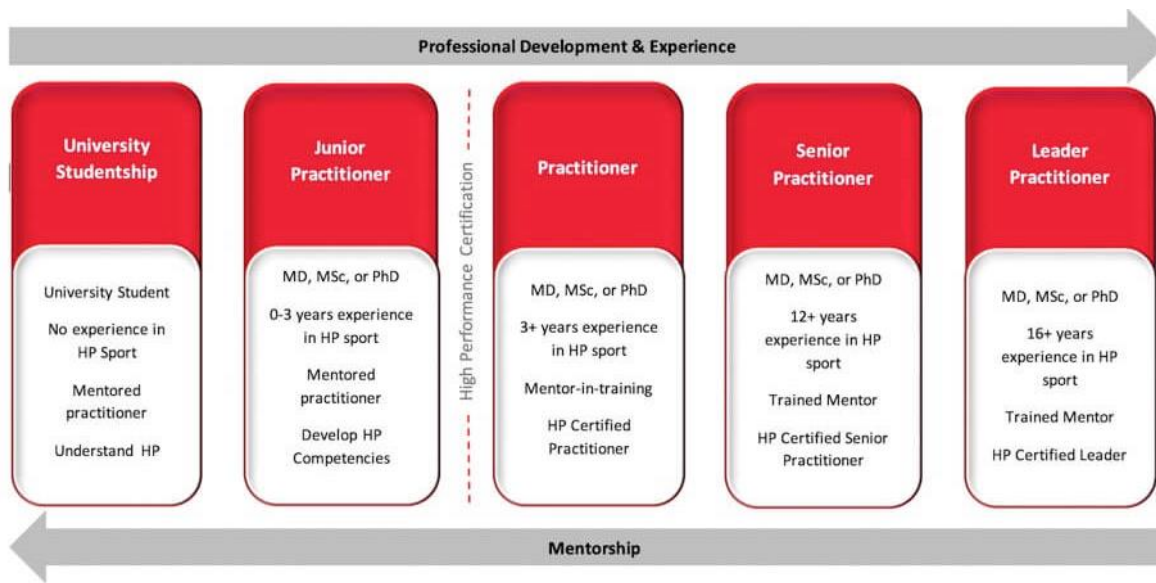 Professional Development & Experience
University
Studentship
University Student
No experience in
HP Sport
Mentored
practitioner
Understand HP
Junior
Practitioner
MD, MSc, or PhD
0-3 years experience
in HP sport
Mentored
practitioner
Develop HP
Competencies
High Performance Certification
Practitioner
MD, MSc, or PhD
3+ years experience
in HP sport
Mentor-in-training
HP Certified
Practitioner
Senior
Practitioner
MD, MSc, or PhD
12+ years
experience in HP
sport
Trained Mentor
HP Certified Senior
Practitioner
Leader
Practitioner
MD, MSc, or PhD
16+ years
experience in HP
sport
Trained Mentor
HP Certified Leader
Mentorship